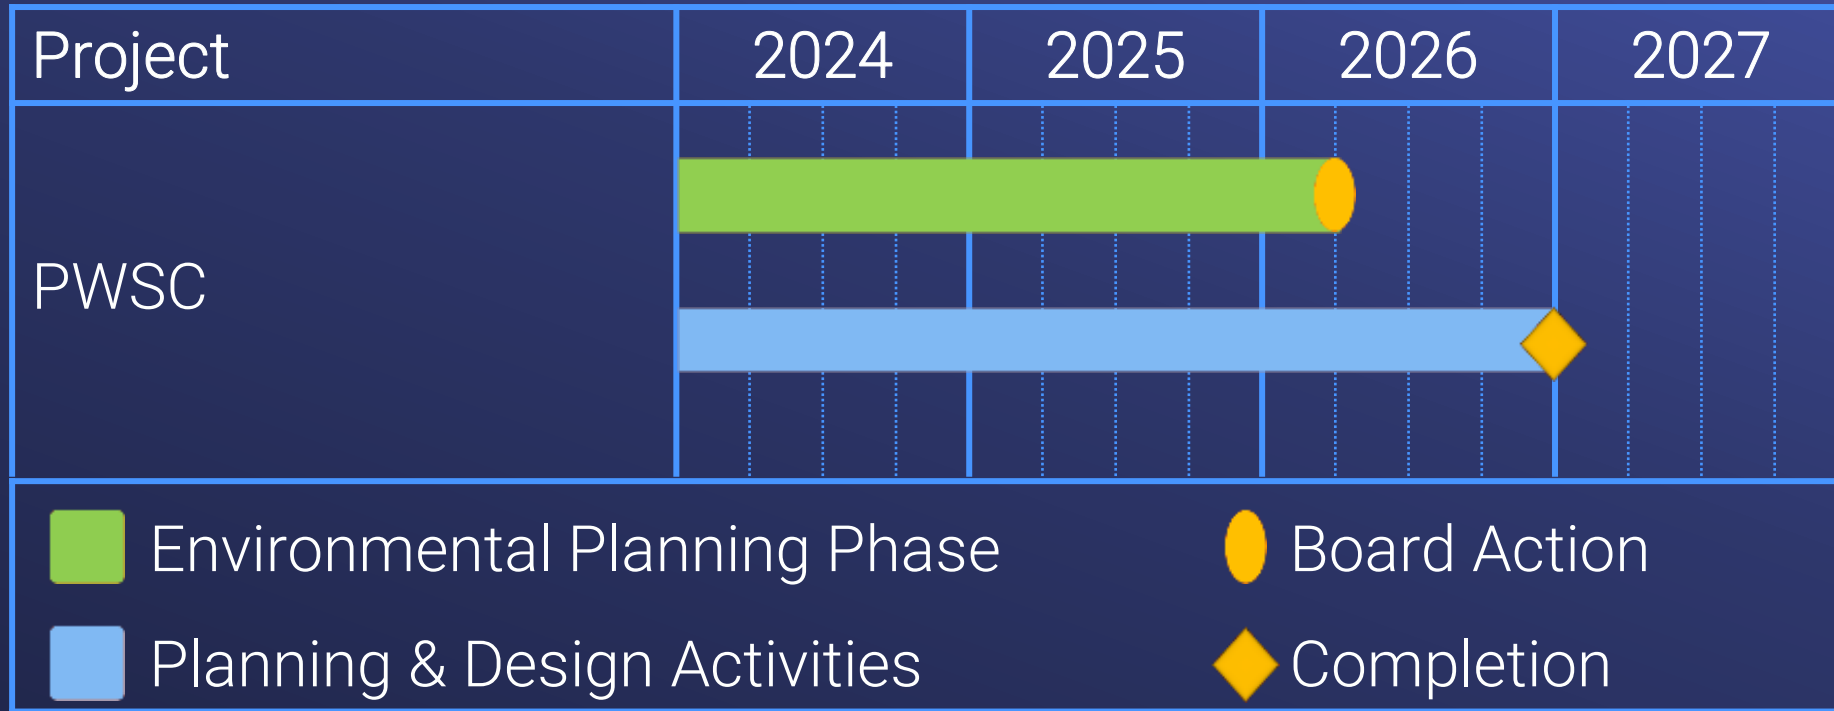 Project 2024 2025 2026 2027
PWSC
Environmental Planning Phase Board Action
Planning & Design Activities Completion